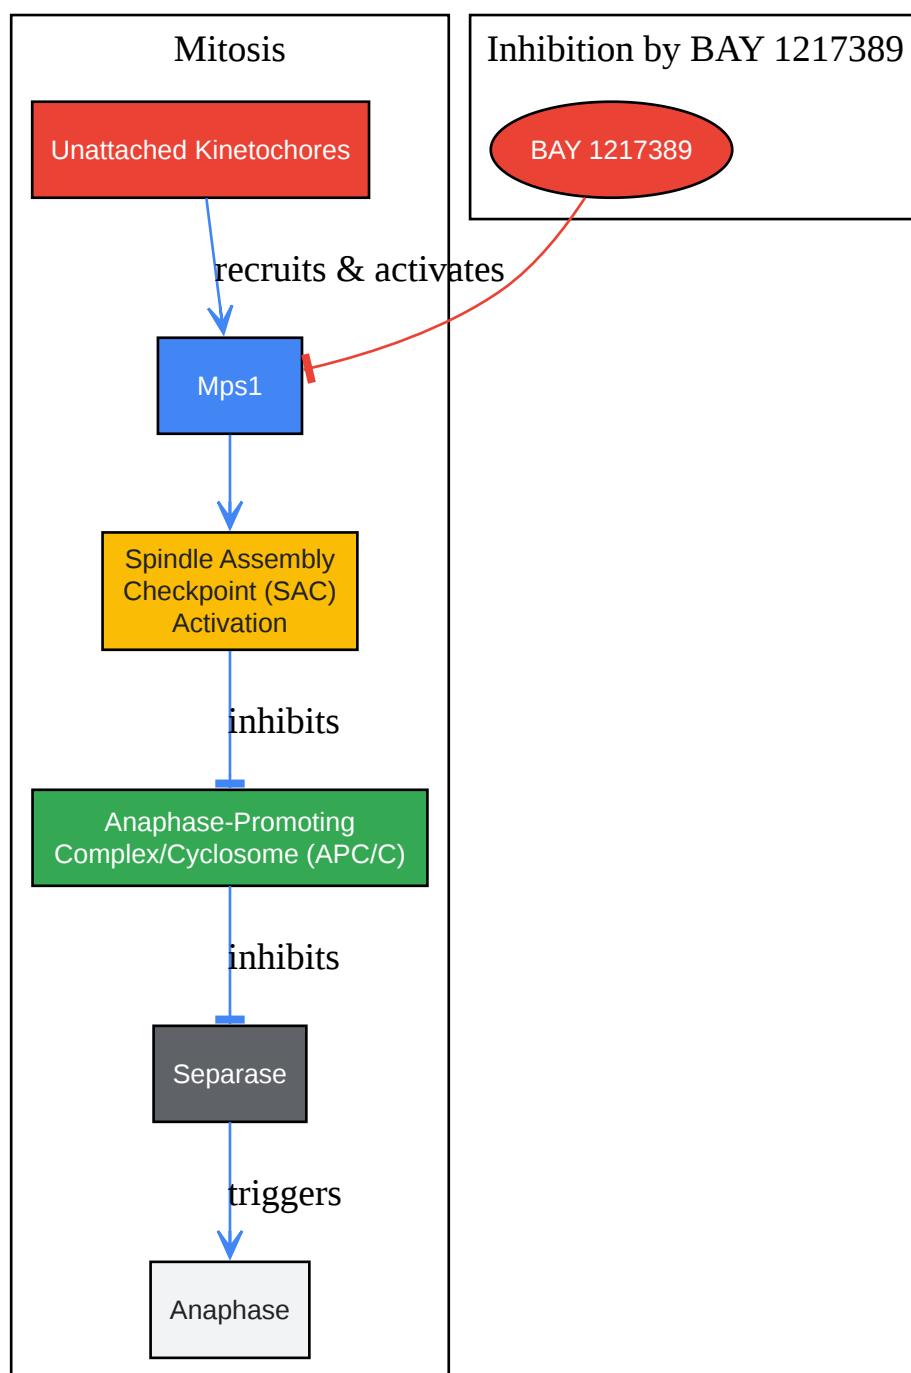 Mitosis
Inhibition by BAY 1217389
Unattached Kinetochores
BAY 1217389
recruits & activates
Mps1
Spindle Assembly
Checkpoint (SAC)
Activation
inhibits
Anaphase-Promoting
Complex/Cyclosome (APC/C)
inhibits
Separase
triggers
Anaphase